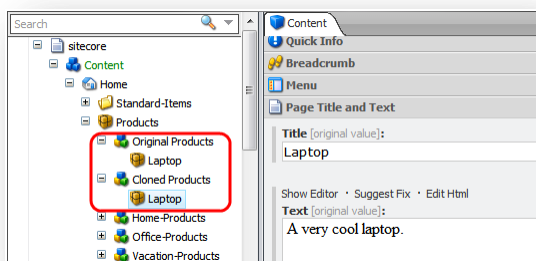 Search
sitecore
Content
Home
Standard-Items
Products
Original Products
Laptop
Cloned Products
Laptop
Home-Products
Office-Products
Vacation-Products
Content
Quick Info
Breadcrumb
Menu
Page Title and Text
Title [original value]:
Laptop
Show Editor · Suggest Fix · Edit Html
Text [original value]:
A very cool laptop.